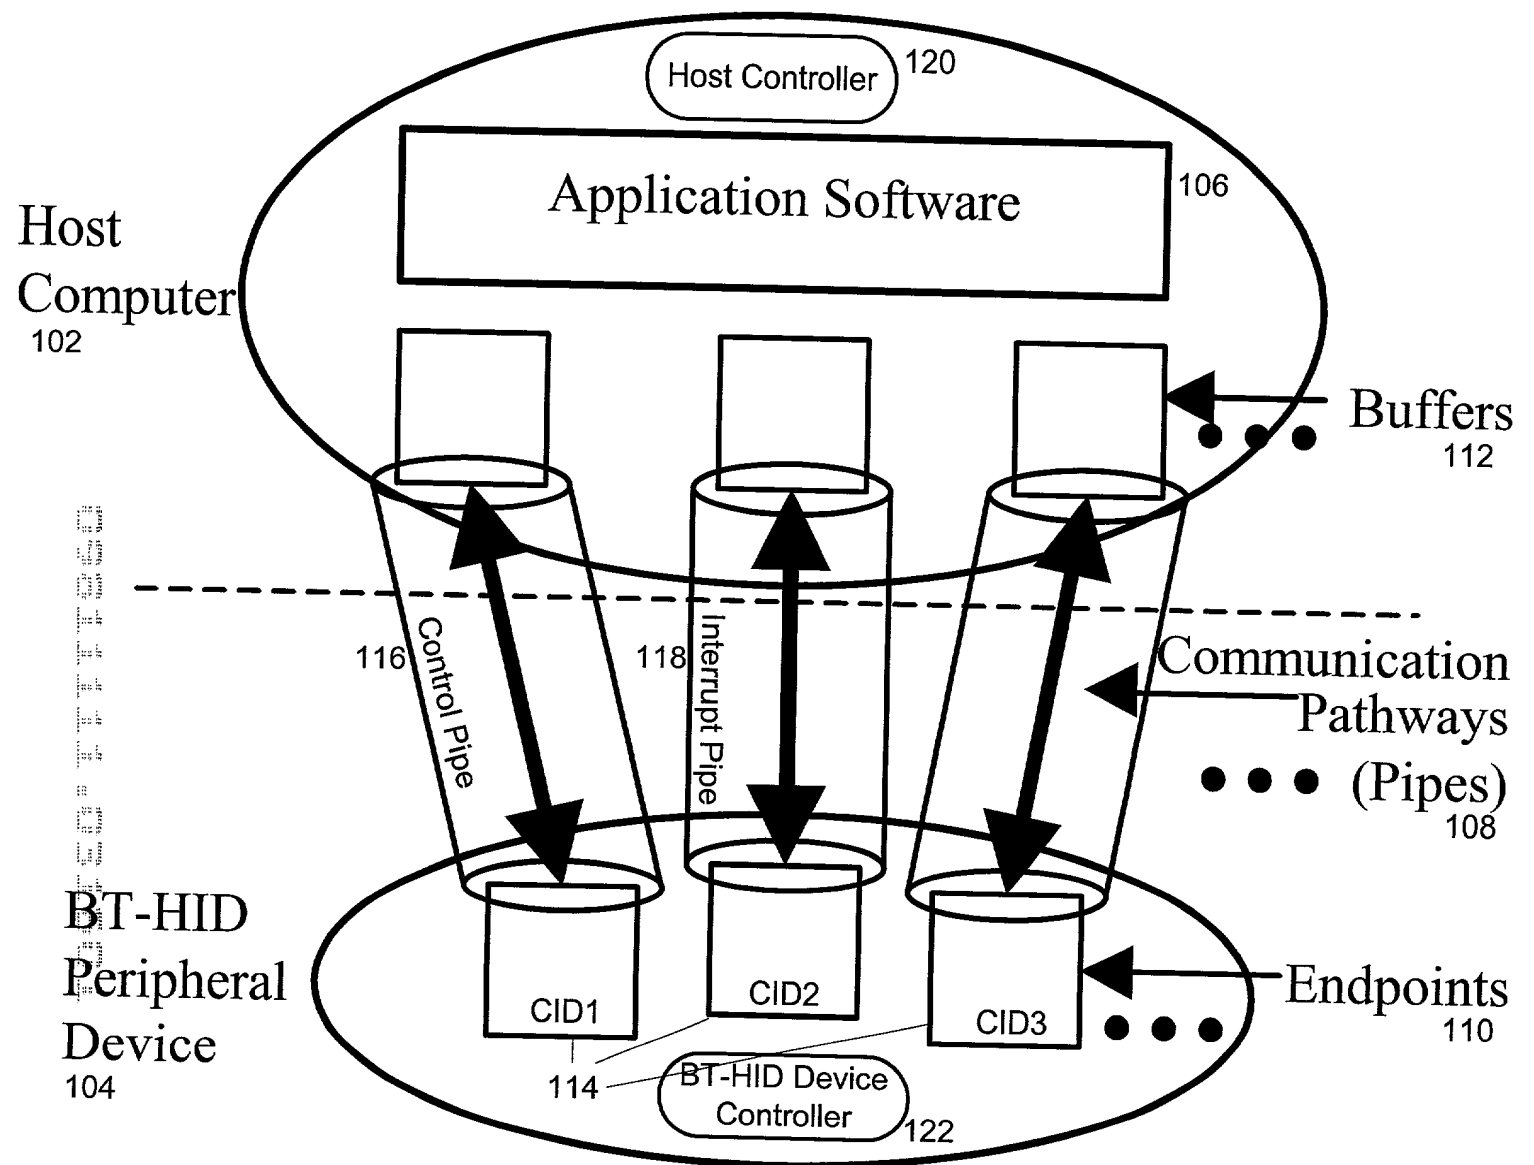 Host Controller
120
Application Software
106
Host
Computer
102
Buffers
112
116
Control Pipe
118
Interrupt Pipe
Communication
Pathways
(Pipes)
108
BT-HID
Peripheral
Device
104
CID1
CID2
CID3
Endpoints
110
114
BT-HID Device
Controller
122